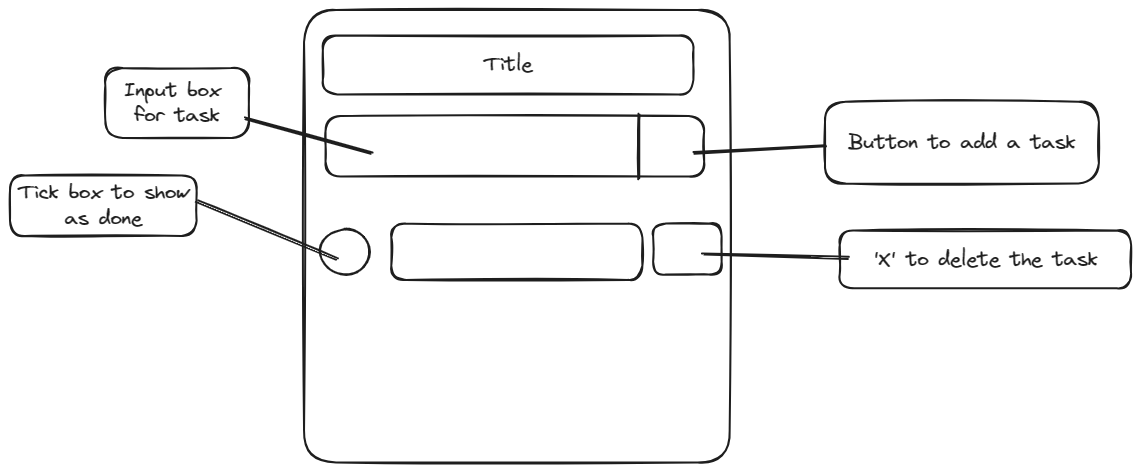 Title
Input box
for task
Button to add a task
Tick box to show
as done
'X' to delete the task